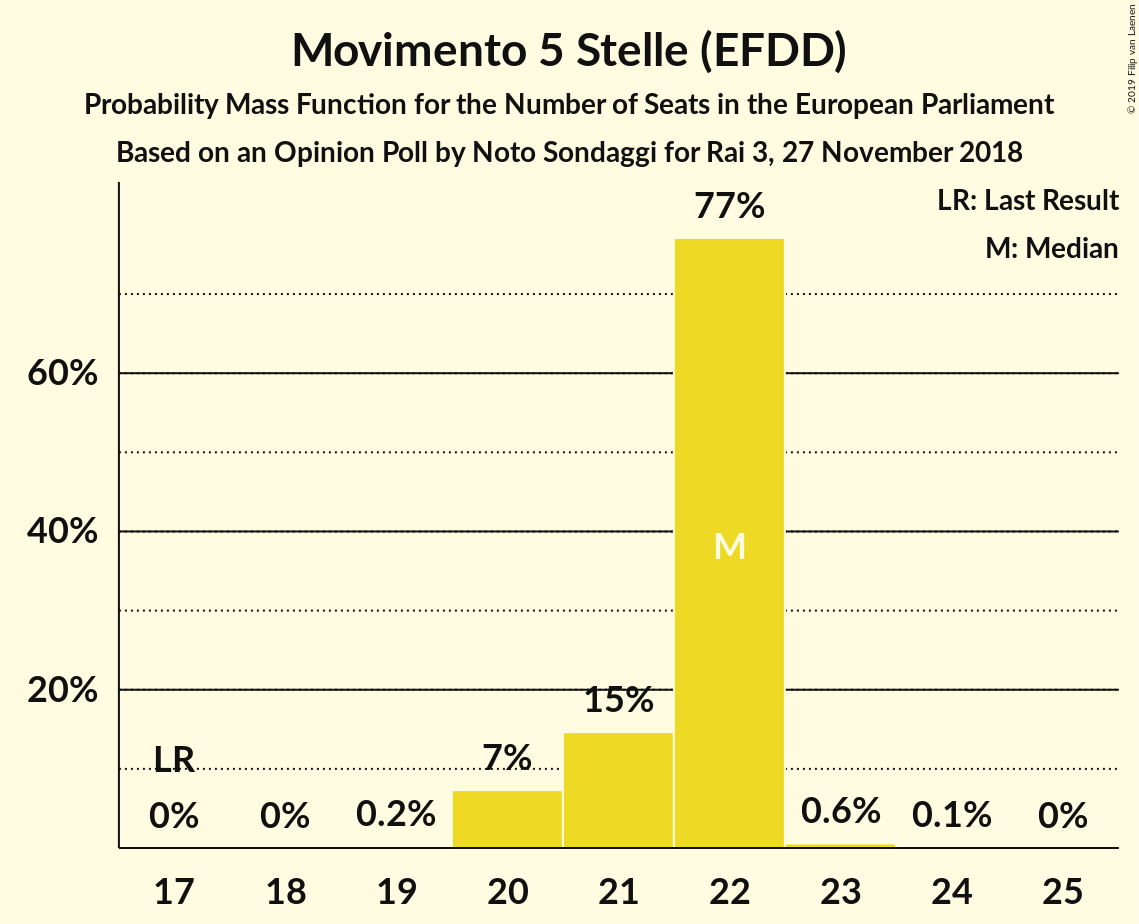 Movimento 5 Stelle (EFDD)
Probability Mass Function for the Number of Seats in the European Parliament
Based on an Opinion Poll by Noto Sondaggi for Rai 3, 27 November 2018
© 2019 Filip van Laenen
LR: Last Result
M: Median
77%
60%
40%
M
20%
15%
LR
7%
0%
0%
0.2%
0.6%
0.1%
0%
17 18 19 20 21 22 23 24 25